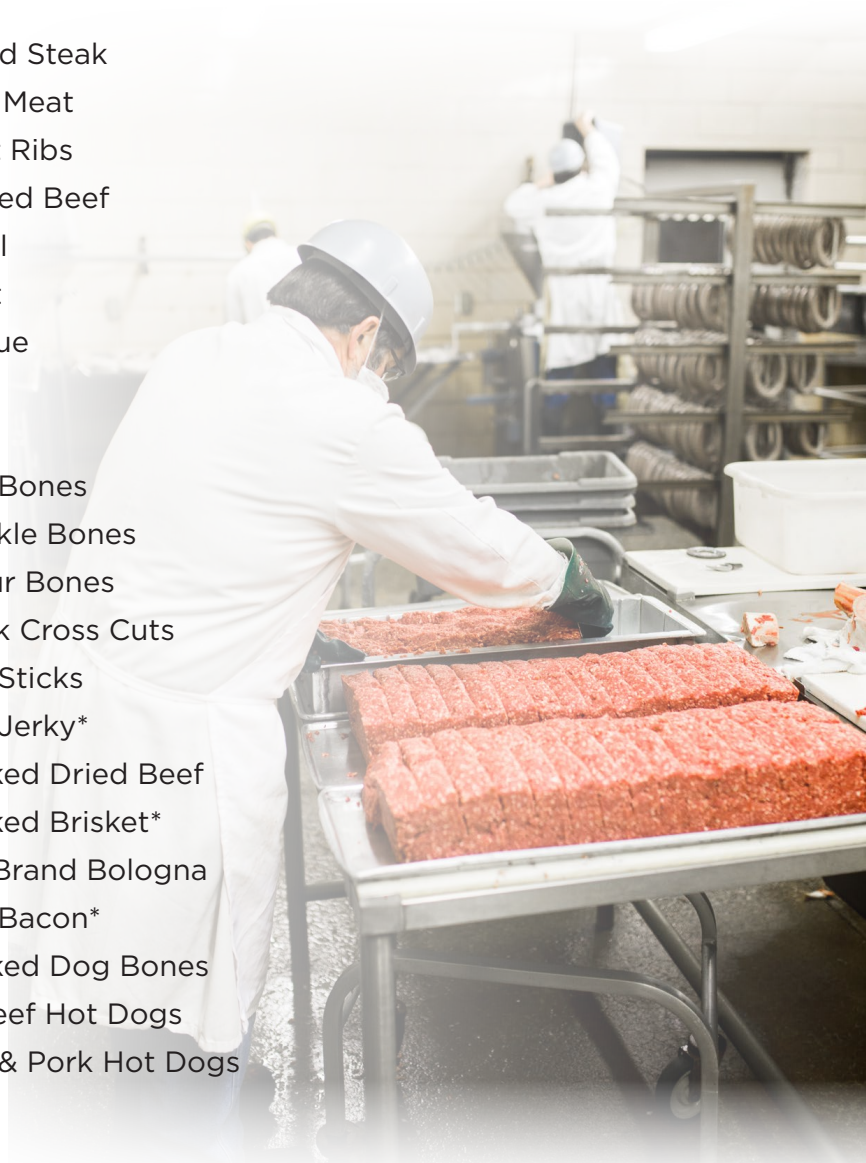 d Steak
Meat
Ribs
ed Beef
l
ue
Bones
kle Bones
r Bones
k Cross Cuts
Sticks
Jerky*
ked Dried Beef
ked Brisket*
Brand Bologna
Bacon*
ked Dog Bones
eef Hot Dogs
& Pork Hot Dogs